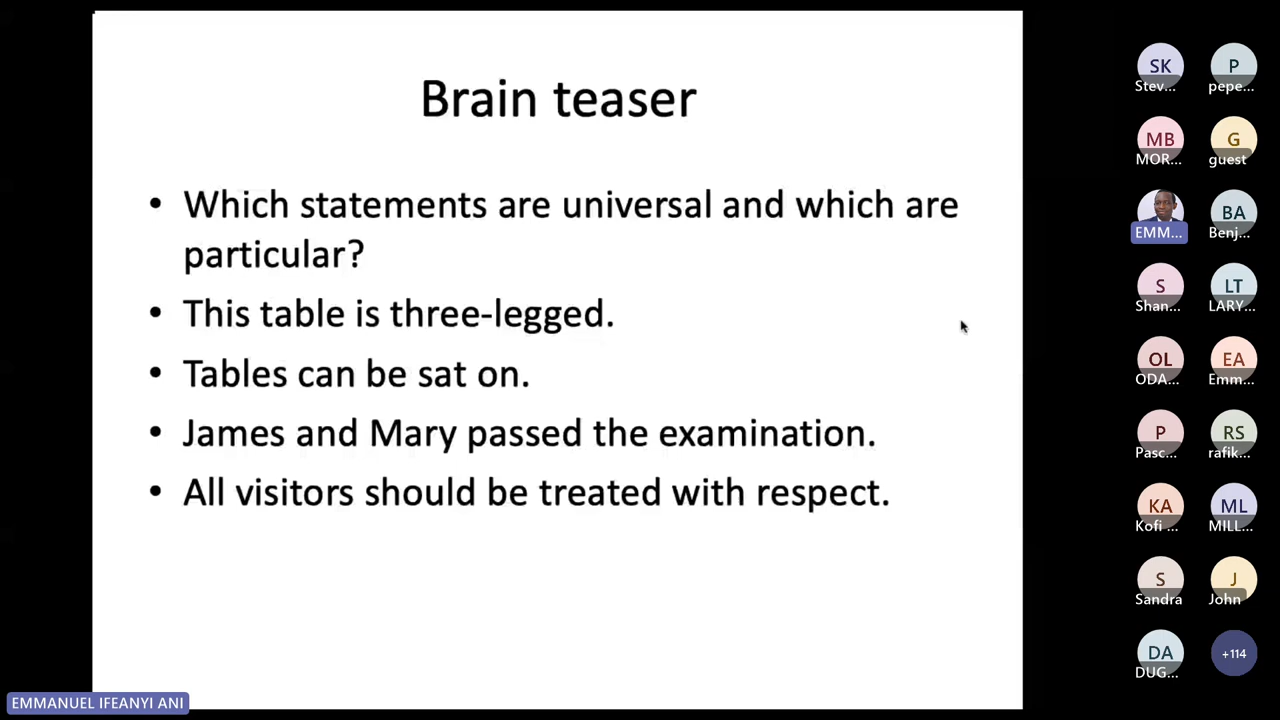 Brain teaser
• Which statements are universal and which are
particular?
• This table is three-legged.
• Tables can be sat on.
• James and Mary passed the examination.
• All visitors should be treated with respect.
SK
Stev...
P
pepe...
MB
MOR...
G
guest
EMM...
BA
Benj...
S
Shan...
LT
LARY...
OL
ODA...
EA
Emm...
P
Pasc...
RS
rafik...
KA
Kofi ...
ML
MILL...
S
Sandra
J
John
DA
DUG...
+114
EMMANUEL IFEANYI ANI